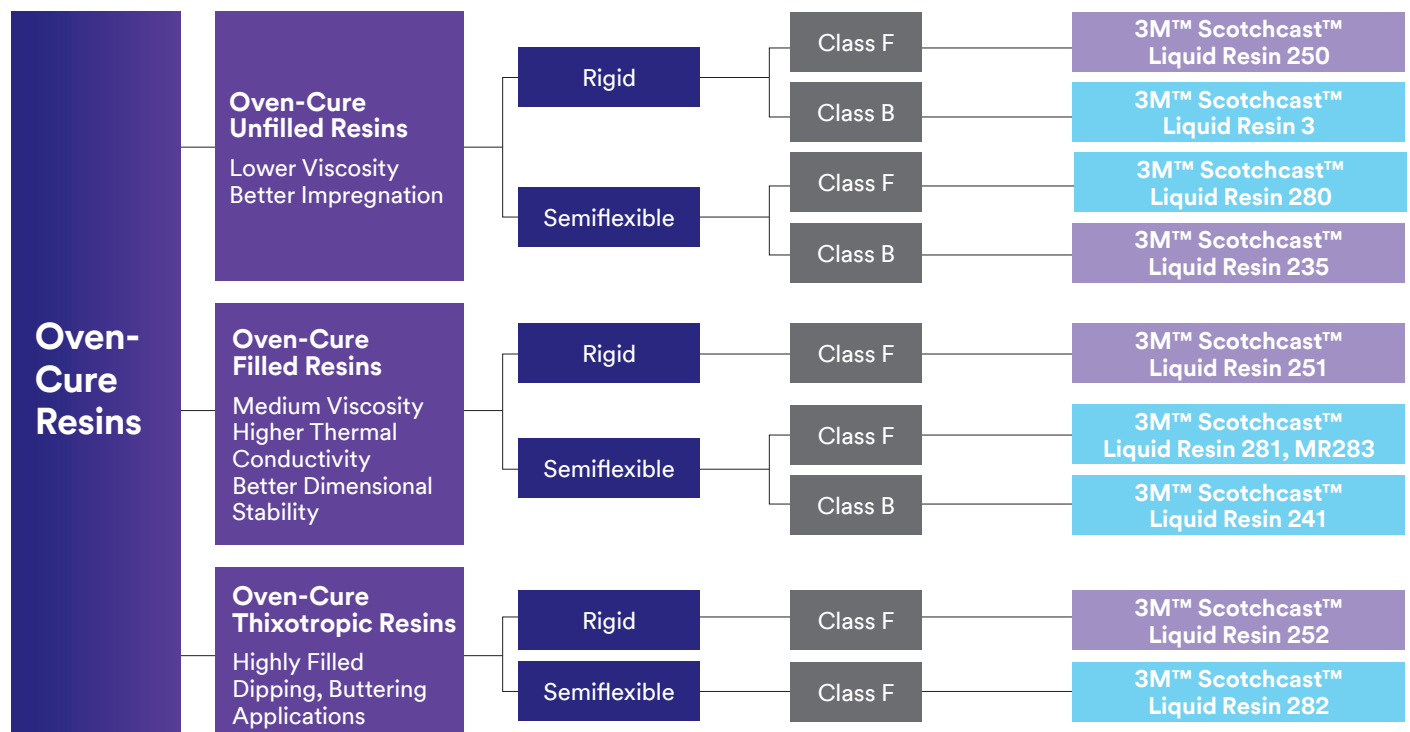 Oven-
Cure
Resins
Oven-Cure
Unfilled Resins
Lower Viscosity
Better Impregnation
Rigid
Class F
3M™ Scotchcast™
Liquid Resin 250
Class B
3M™ Scotchcast™
Liquid Resin 3
Semiflexible
Class F
3M™ Scotchcast™
Liquid Resin 280
Class B
3M™ Scotchcast™
Liquid Resin 235
Oven-Cure
Filled Resins
Medium Viscosity
Higher Thermal
Conductivity
Better Dimensional
Stability
Rigid
Class F
3M™ Scotchcast™
Liquid Resin 251
Semiflexible
Class F
3M™ Scotchcast™
Liquid Resin 281, MR283
Class B
3M™ Scotchcast™
Liquid Resin 241
Oven-Cure
Thixotropic Resins
Highly Filled
Dipping, Buttering
Applications
Rigid
Class F
3M™ Scotchcast™
Liquid Resin 252
Semiflexible
Class F
3M™ Scotchcast™
Liquid Resin 282